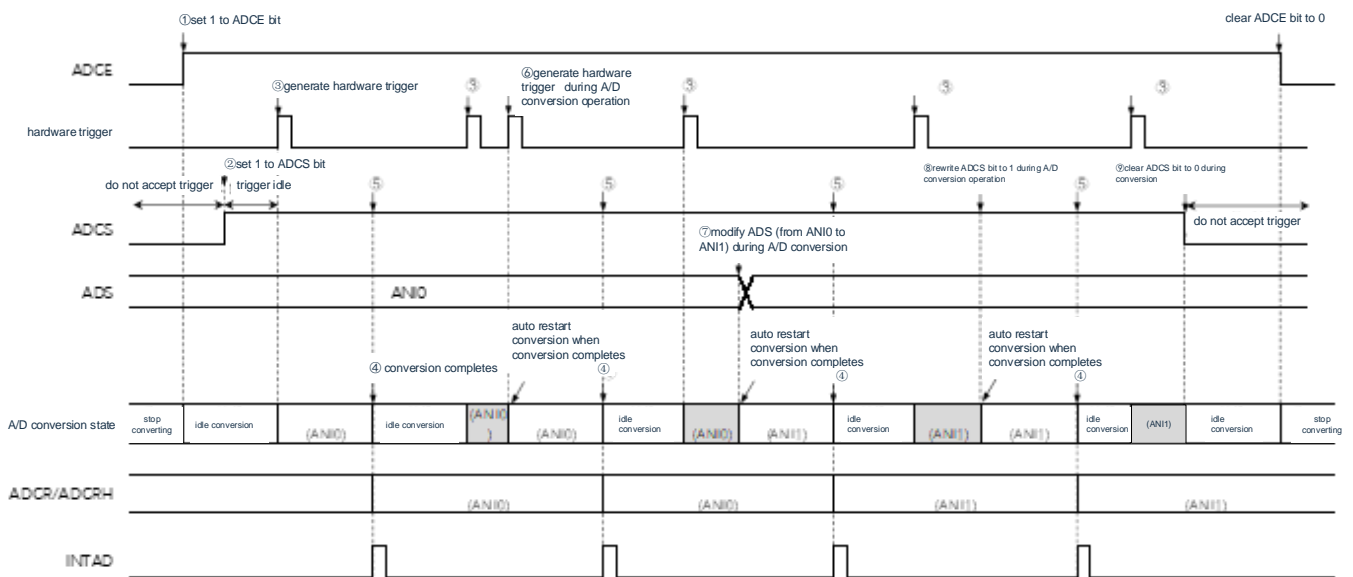 ①set 1 to ADCE bit
clear ADCE bit to 0
ADCE
③generate hardware trigger
③
⑥generate hardware
trigger during A/D
conversion operation
③
③
③
hardware trigger
②set 1 to ADCS bit
do not accept trigger
trigger idle
⑤
⑤
⑤
⑧rewrite ADCS bit to 1 during A/D
conversion operation
⑤
⑨clear ADCS bit to 0 during
conversion
ADCS
do not accept trigger
⑦modify ADS (from ANI0 to
ANI1) during A/D conversion
ADS
ANI0
④ conversion completes
auto restart
conversion when
conversion completes
④
auto restart
conversion when
conversion completes
④
auto restart
conversion when
conversion completes
④
A/D conversion state
stop
converting
idle conversion
(ANI0)
idle conversion
(ANI0
)
(ANI0)
idle
conversion
(ANI0)
(ANI1)
idle
conversion
(ANI1)
(ANI1)
idle
conversion
(ANI1)
idle
conversion
stop
converting
ADCR/ADCRH
(ANI0)
(ANI0)
(ANI1)
(ANI1)
INTAD